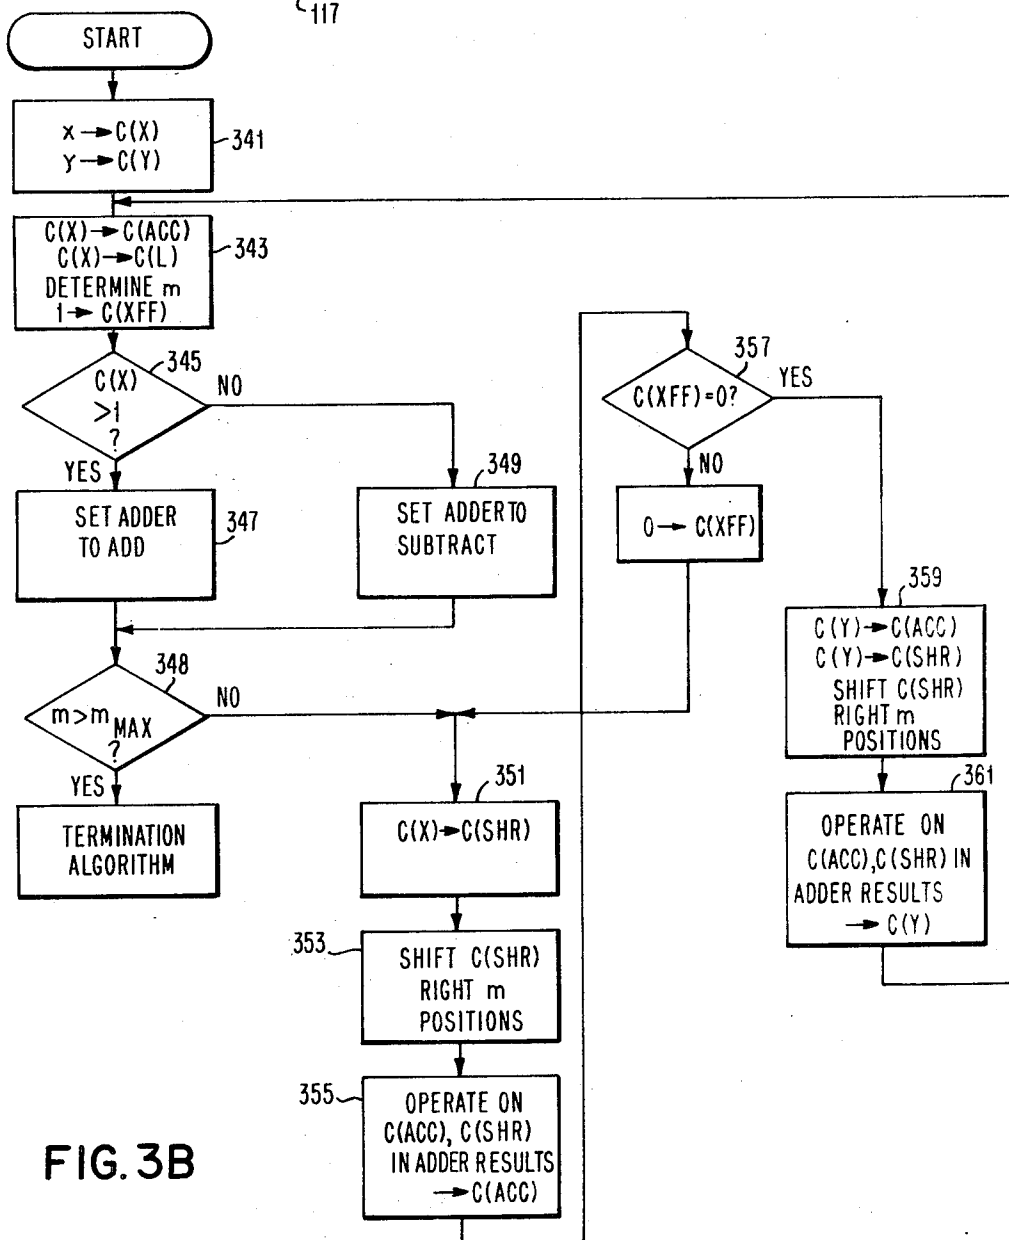 117
START
x → C(X)
y → C(Y)
341
C(X) → C(ACC)
C(X) → C(L)
DETERMINE m
1 → C(XFF)
343
345
C(X)
>1
?
NO
YES
SET ADDER
TO ADD
347
349
SET ADDER TO
SUBTRACT
348
m>mMAX
?
NO
YES
TERMINATION
ALGORITHM
351
C(X)→C(SHR)
353
SHIFT C(SHR)
RIGHT m
POSITIONS
355
OPERATE ON
C(ACC), C(SHR)
IN ADDER RESULTS
→ C(ACC)
357
C(XFF)=0?
YES
NO
0 → C(XFF)
359
C(Y)→C(ACC)
C(Y)→C(SHR)
SHIFT C(SHR)
RIGHT m
POSITIONS
361
OPERATE ON
C(ACC),C(SHR) IN
ADDER RESULTS
→ C(Y)
FIG. 3B